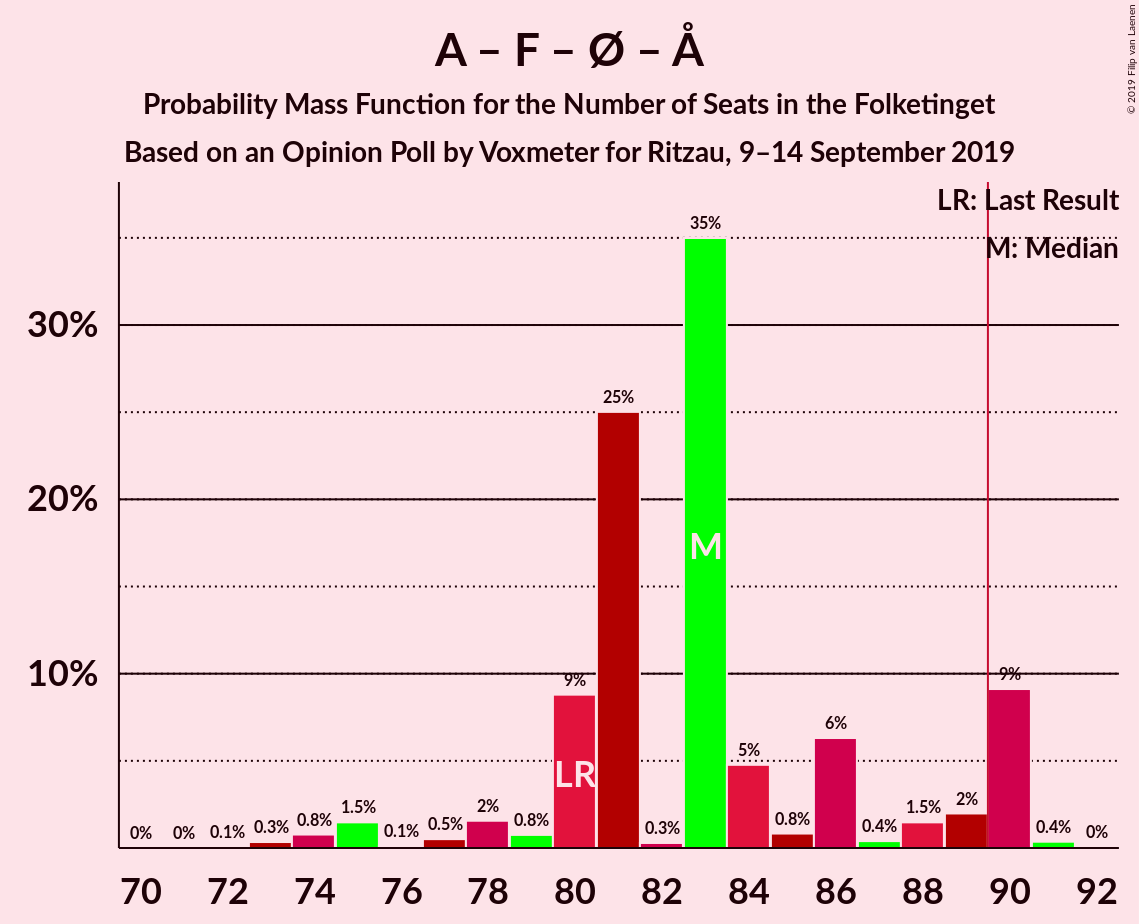 A – F – Ø – Å
Probability Mass Function for the Number of Seats in the Folketinget
Based on an Opinion Poll by Voxmeter for Ritzau, 9–14 September 2019
© 2019 Filip van Laenen
LR: Last Result
M: Median
30%
20%
10%
0% 0% 0.1% 0.3% 0.8% 1.5% 0.1% 0.5% 2% 0.8% 9% 25% 0.3% 35% 5% 0.8% 6% 0.4% 1.5% 2% 9% 0.4% 0%
M
LR
70 72 74 76 78 80 82 84 86 88 90 92